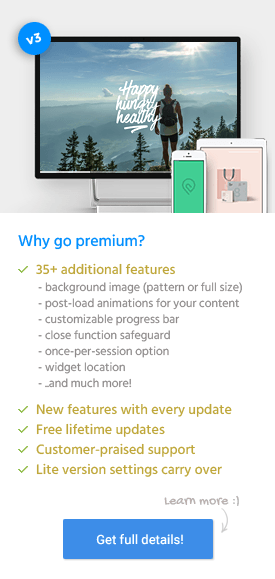 v3
Happy
hungry
healthy
Why go premium?
35+ additional features
- background image (pattern or full size)
- post-load animations for your content
- customizable progress bar
- close function safeguard
- once-per-session option
- widget location
- ..and much more!
New features with every update
Free lifetime updates
Customer-praised support
Lite version settings carry over
Learn more :)
Get full details!